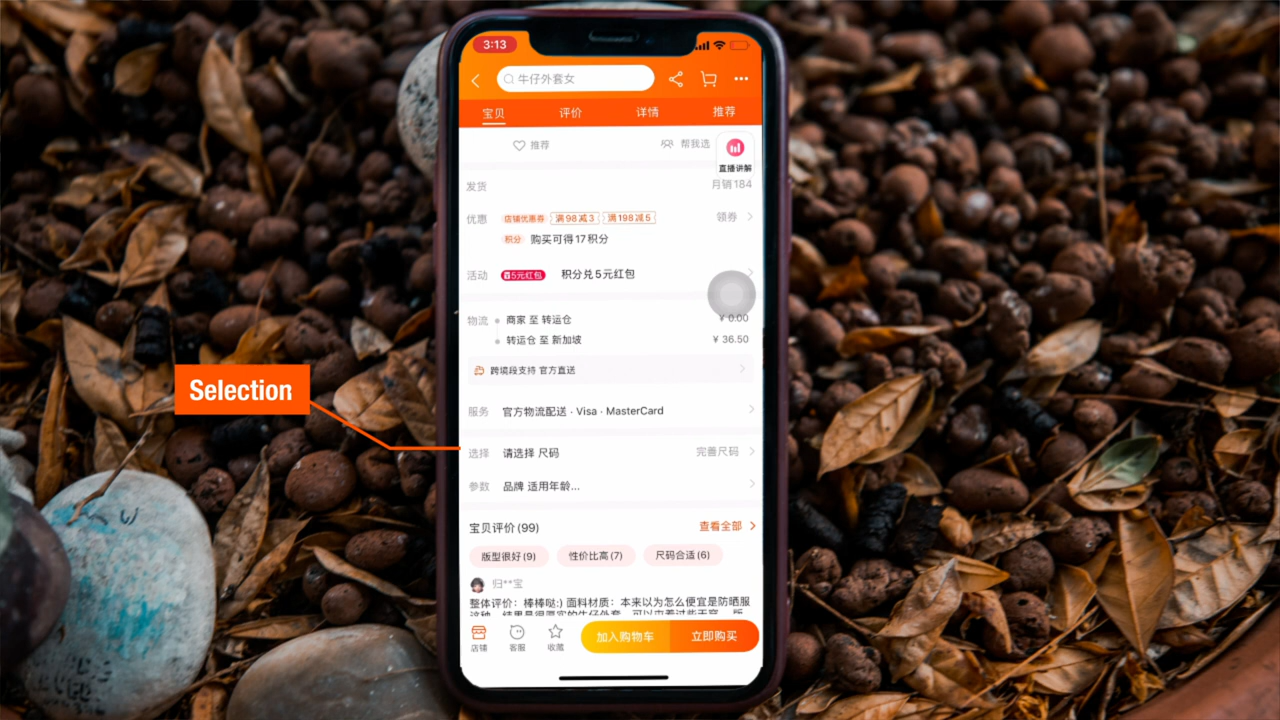 3:13
牛仔外套女
宝贝 评价 详情 推荐
推荐 帮我选
直播讲解
发货 月销184
优惠 店铺优惠券 满98减3 满198减5 领券
积分 购买可得17积分
活动 5元红包 积分兑5元红包
物流 商家 至 转运仓 ¥ 0.00
转运仓 至 新加坡 ¥ 36.50
跨境段支持 官方直送
Selection
服务 官方物流配送 · Visa · MasterCard
选择 请选择 尺码 完善尺码
参数 品牌 适用年龄...
宝贝评价(99) 查看全部
版型很好(9) 性价比高(7) 尺码合适(6)
归**宝
整体评价：棒棒哒:) 面料材质：本来以为怎么便宜是防晒服
店铺 客服 收藏 加入购物车 立即购买